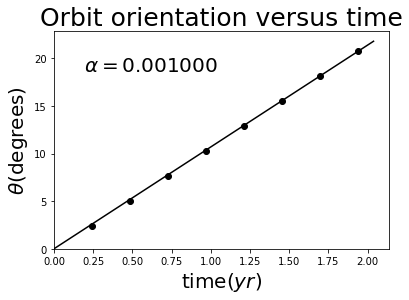 Orbit orientation versus time
α = 0.001000
θ(degrees)
20
15
10
5
0
0.00 0.25 0.50 0.75 1.00 1.25 1.50 1.75 2.00
time(yr)